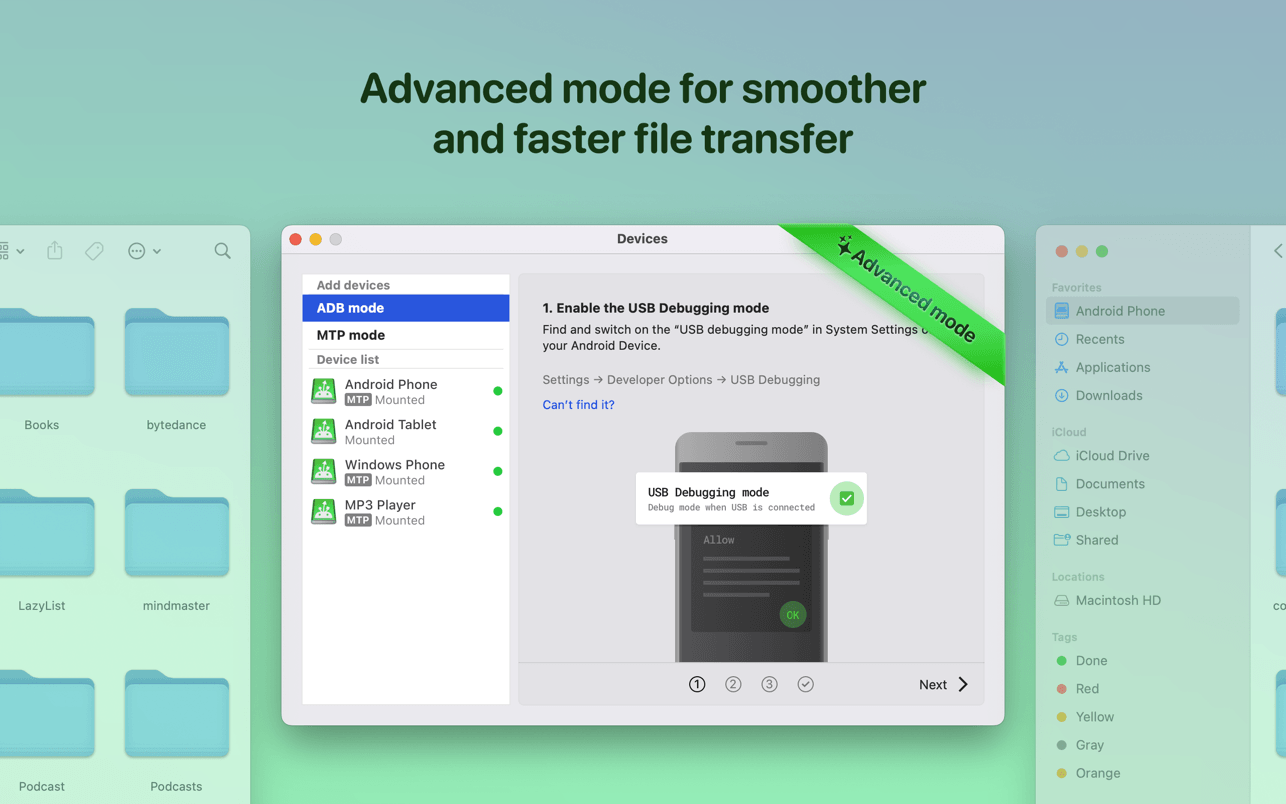 Advanced mode for smoother
and faster file transfer
Books
bytedance
LazyList
mindmaster
Podcast
Podcasts
Devices
Advanced mode
Add devices
ADB mode
MTP mode
Device list
Android Phone
MTP Mounted
Android Tablet
Mounted
Windows Phone
MTP Mounted
MP3 Player
MTP Mounted
1. Enable the USB Debugging mode
Find and switch on the “USB debugging mode” in System Settings
your Android Device.
Settings → Developer Options → USB Debugging
Can’t find it?
USB Debugging mode
Debug mode when USB is connected
Allow
OK
1 2 3
Next
Favorites
Android Phone
Recents
Applications
Downloads
iCloud
iCloud Drive
Documents
Desktop
Shared
Locations
Macintosh HD
Tags
Done
Red
Yellow
Gray
Orange